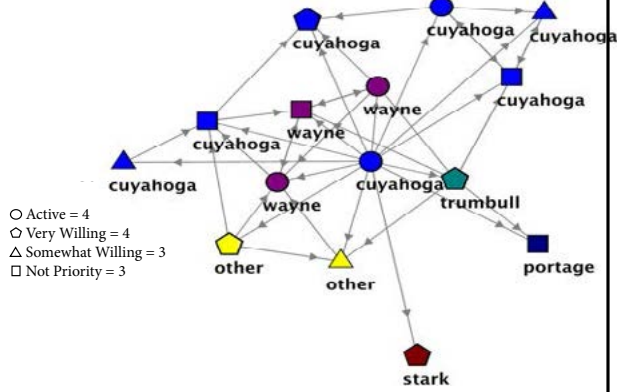 cuyahoga
cuyahoga
cuyahoga
cuyahoga
wayne
wayne
cuyahoga
cuyahoga
cuyahoga
trumbull
wayne
other
other
portage
stark
○ Active = 4
⬠ Very Willing = 4
△ Somewhat Willing = 3
□ Not Priority = 3